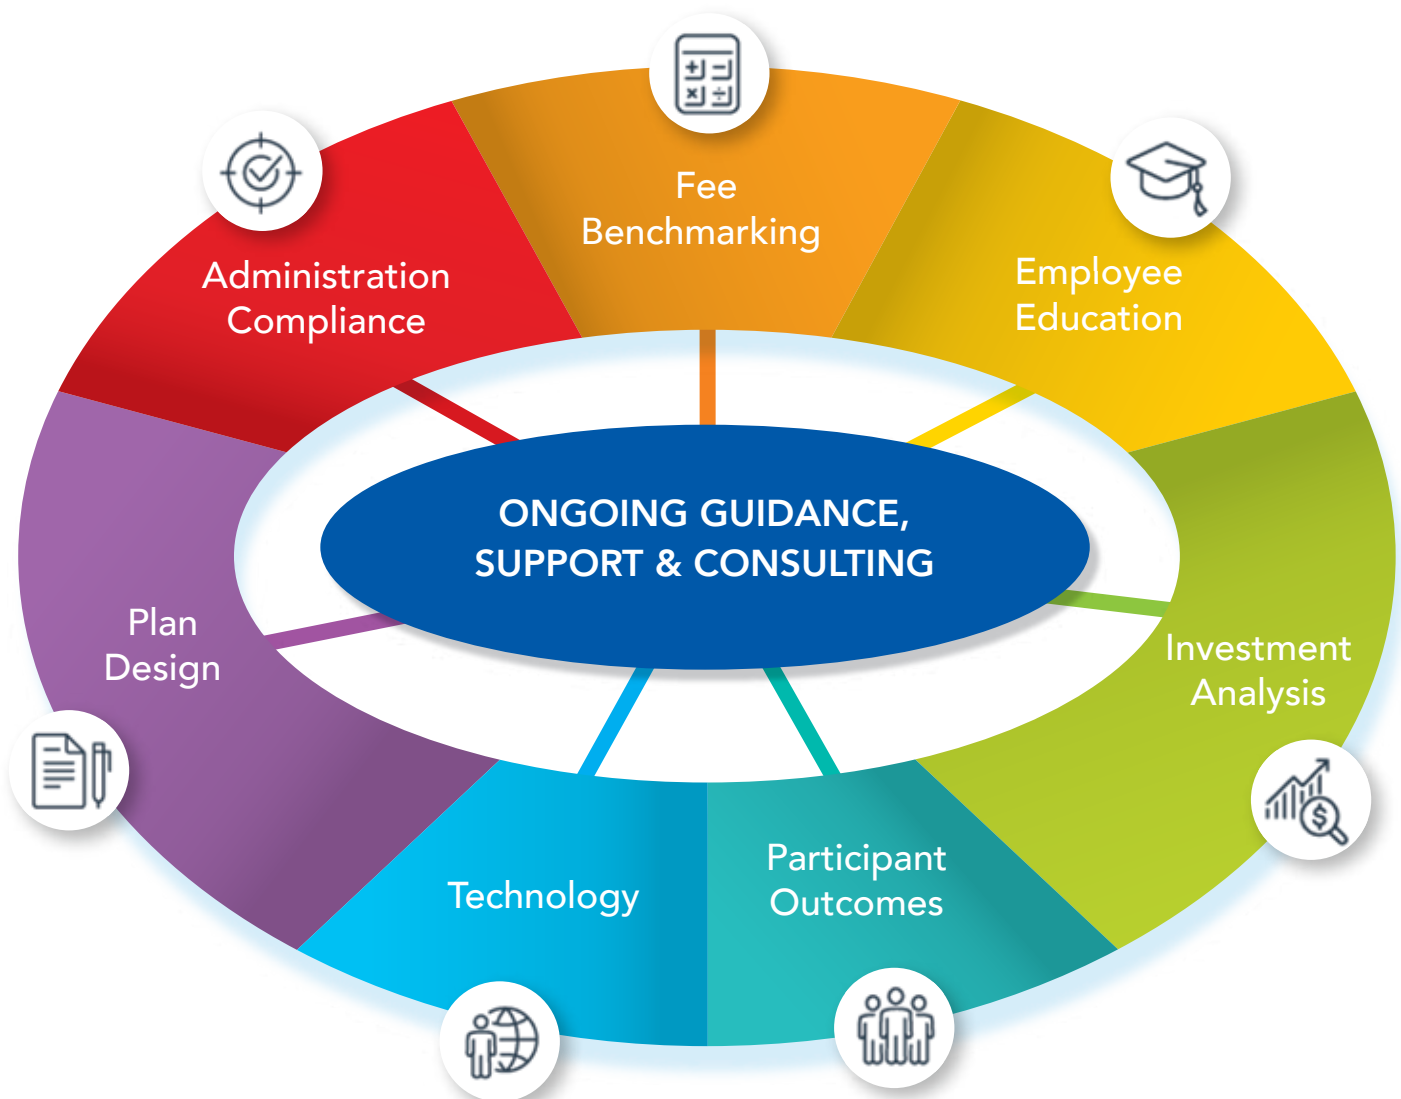 Fee
Benchmarking
Employee
Education
Administration
Compliance
ONGOING GUIDANCE,
SUPPORT & CONSULTING
Plan
Design
Investment
Analysis
Technology
Participant
Outcomes